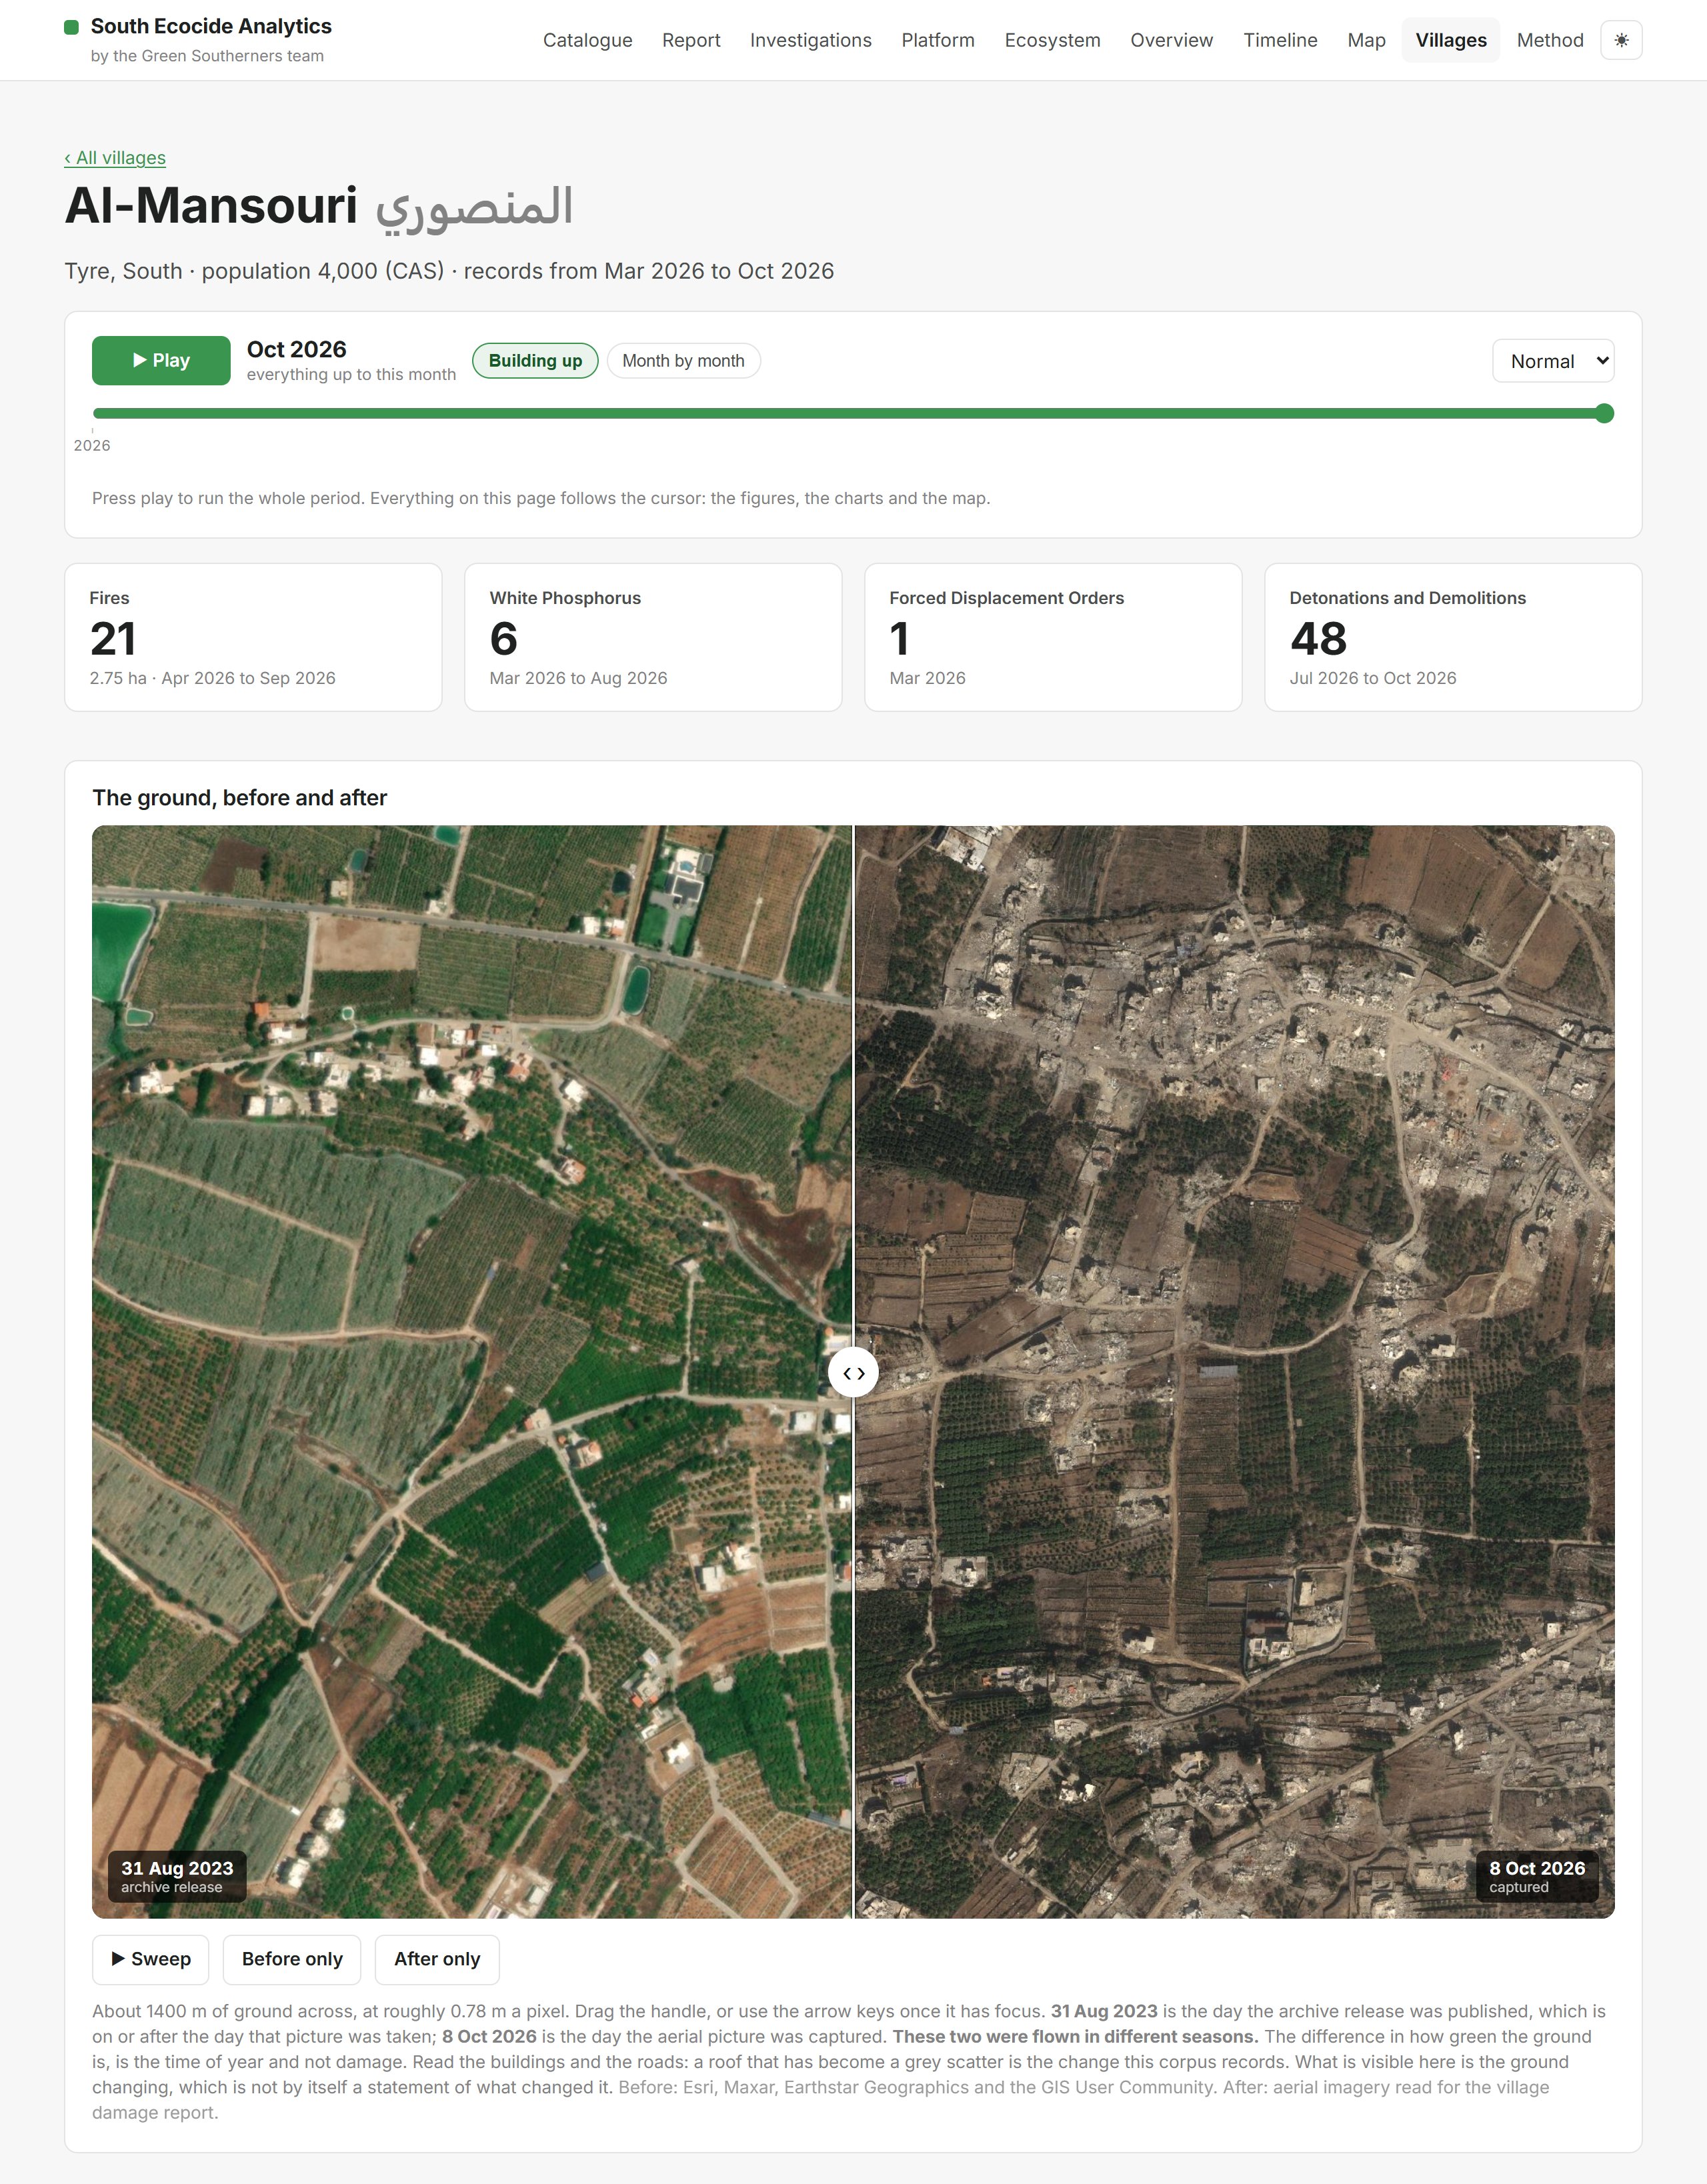 South Ecocide Analytics
by the Green Southerners team
Catalogue Report Investigations Platform Ecosystem Overview Timeline Map Villages Method
‹ All villages
Al-Mansouri المنصوري
Tyre, South · population 4,000 (CAS) · records from Mar 2026 to Oct 2026
Play
Oct 2026
everything up to this month
Building up
Month by month
Normal
2026
Press play to run the whole period. Everything on this page follows the cursor: the figures, the charts and the map.
Fires
21
2.75 ha · Apr 2026 to Sep 2026
White Phosphorus
6
Mar 2026 to Aug 2026
Forced Displacement Orders
1
Mar 2026
Detonations and Demolitions
48
Jul 2026 to Oct 2026
The ground, before and after
31 Aug 2023
archive release
8 Oct 2026
captured
Sweep
Before only
After only
About 1400 m of ground across, at roughly 0.78 m a pixel. Drag the handle, or use the arrow keys once it has focus. 31 Aug 2023 is the day the archive release was published, which is
on or after the day that picture was taken; 8 Oct 2026 is the day the aerial picture was captured. These two were flown in different seasons. The difference in how green the ground
is, is the time of year and not damage. Read the buildings and the roads: a roof that has become a grey scatter is the change this corpus records. What is visible here is the ground
changing, which is not by itself a statement of what changed it. Before: Esri, Maxar, Earthstar Geographics and the GIS User Community. After: aerial imagery read for the village
damage report.